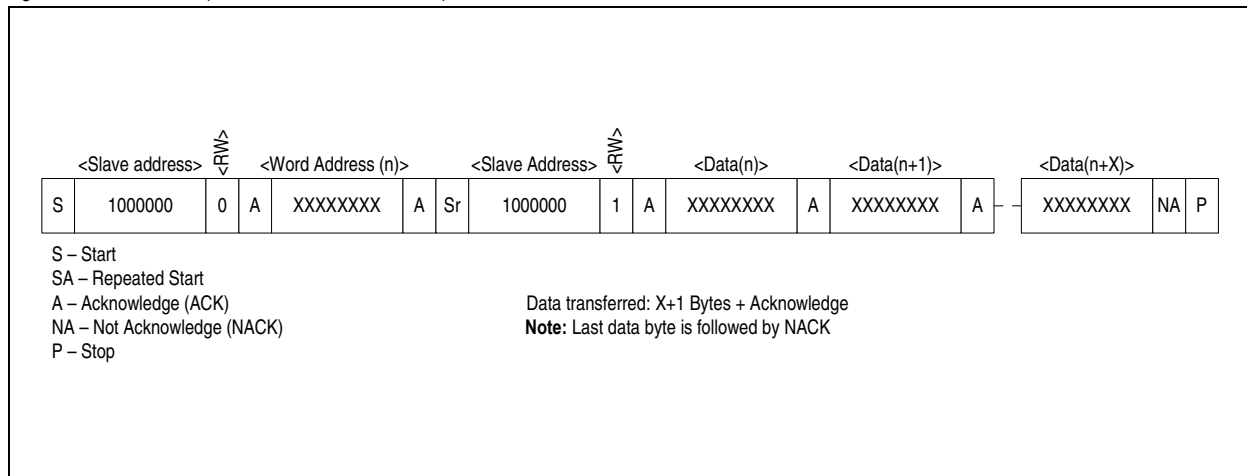 <Slave address> <RW> <Word Address (n)> <Slave Address> <RW> <Data(n)> <Data(n+1)> <Data(n+X)>
S 1000000 0 A XXXXXXXX A Sr 1000000 1 A XXXXXXXX A XXXXXXXX A XXXXXXXX NA P
S – Start
SA – Repeated Start
A – Acknowledge (ACK)
NA – Not Acknowledge (NACK)
P – Stop
Data transferred: X+1 Bytes + Acknowledge
Note: Last data byte is followed by NACK